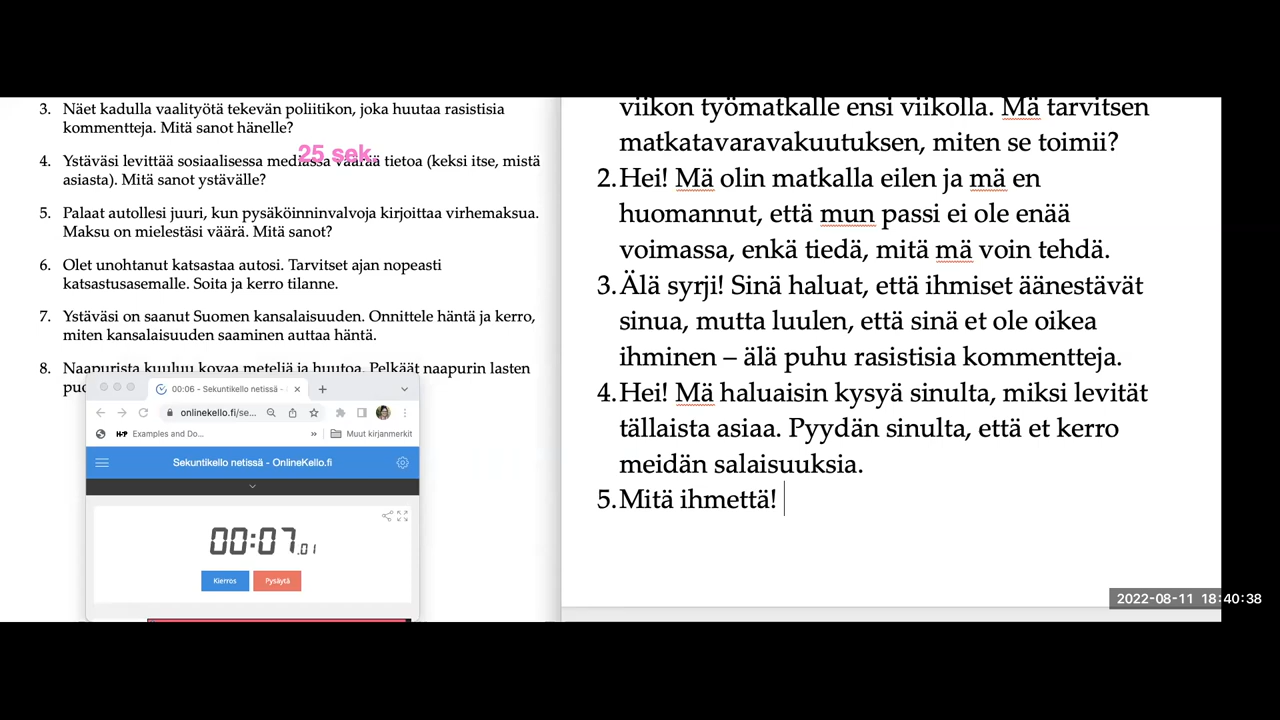 3. Näet kadulla vaalityötä tekevän poliitikon, joka huutaa rasistisia
kommentteja. Mitä sanot hänelle?
25 sek
4. Ystäväsi levittää sosiaalisessa mediassa väärää tietoa (keksi itse, mistä
asiasta). Mitä sanot ystävälle?
5. Palaat autollesi juuri, kun pysäköinninvalvoja kirjoittaa virhemaksua.
Maksu on mielestäsi väärä. Mitä sanot?
6. Olet unohtanut katsastaa autosi. Tarvitset ajan nopeasti
katsastusasemalle. Soita ja kerro tilanne.
7. Ystäväsi on saanut Suomen kansalaisuuden. Onnittele häntä ja kerro,
miten kansalaisuuden saaminen auttaa häntä.
8. Naapurista kuuluu kovaa meteliä ja huutoa. Pelkäät naapurin lasten
00:06 - Sekuntikello netissä -
onlinekello.fi/se...
Examples and Do...
»
Muut kirjanmerkit
Sekuntikello netissä - OnlineKello.fi
00:07.01
Kierros
Pysäytä
viikon työmatkalle ensi viikolla. Mä tarvitsen
matkatavaravakuutuksen, miten se toimii?
2. Hei! Mä olin matkalla eilen ja mä en
huomannut, että mun passi ei ole enää
voimassa, enkä tiedä, mitä mä voin tehdä.
3. Älä syrji! Sinä haluat, että ihmiset äänestävät
sinua, mutta luulen, että sinä et ole oikea
ihminen – älä puhu rasistisia kommentteja.
4. Hei! Mä haluaisin kysyä sinulta, miksi levität
tällaista asiaa. Pyydän sinulta, että et kerro
meidän salaisuuksia.
5. Mitä ihmettä!
2022-08-11 18:40:38